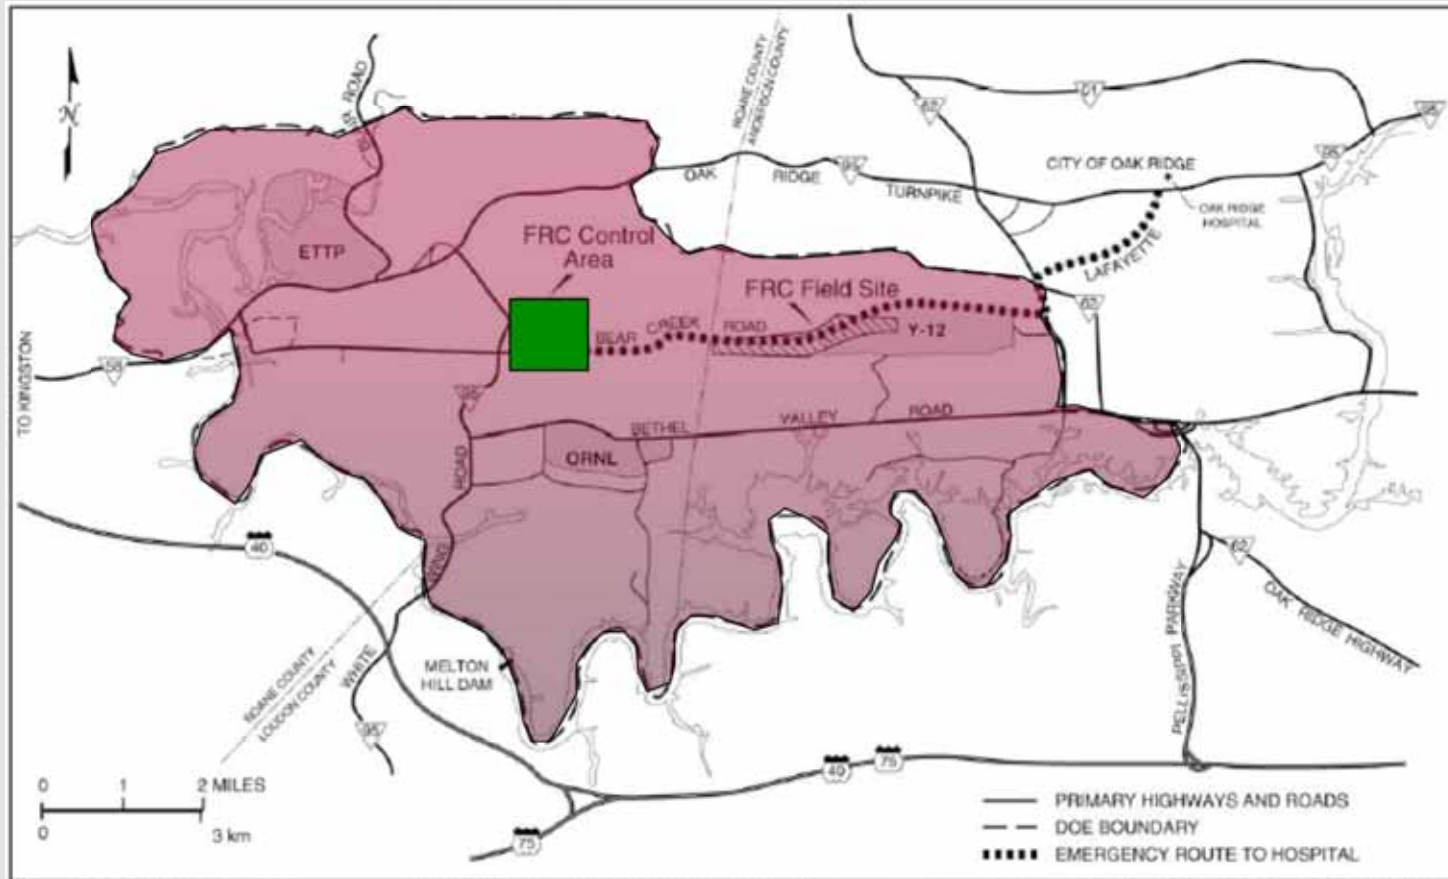 N
BLAIR ROAD
ROANE COUNTY
ANDERSON COUNTY
62
61
95
CITY OF OAK RIDGE
95
OAK RIDGE TURNPIKE
95
OAK RIDGE
HOSPITAL
LAFAYETTE
FRC Control
Area
ETTP
FRC Field Site
62
BEAR CREEK ROAD
Y-12
TO KINGSTON
58
95
BETHEL VALLEY ROAD
ORNL
WHITE WING ROAD
40
62
OAK RIDGE HIGHWAY
PELLISSIPPI PARKWAY
MELTON
HILL DAM
ROANE COUNTY
LOUDON COUNTY
95
40
75
75
0 1 2 MILES
0 3 km
PRIMARY HIGHWAYS AND ROADS
DOE BOUNDARY
EMERGENCY ROUTE TO HOSPITAL